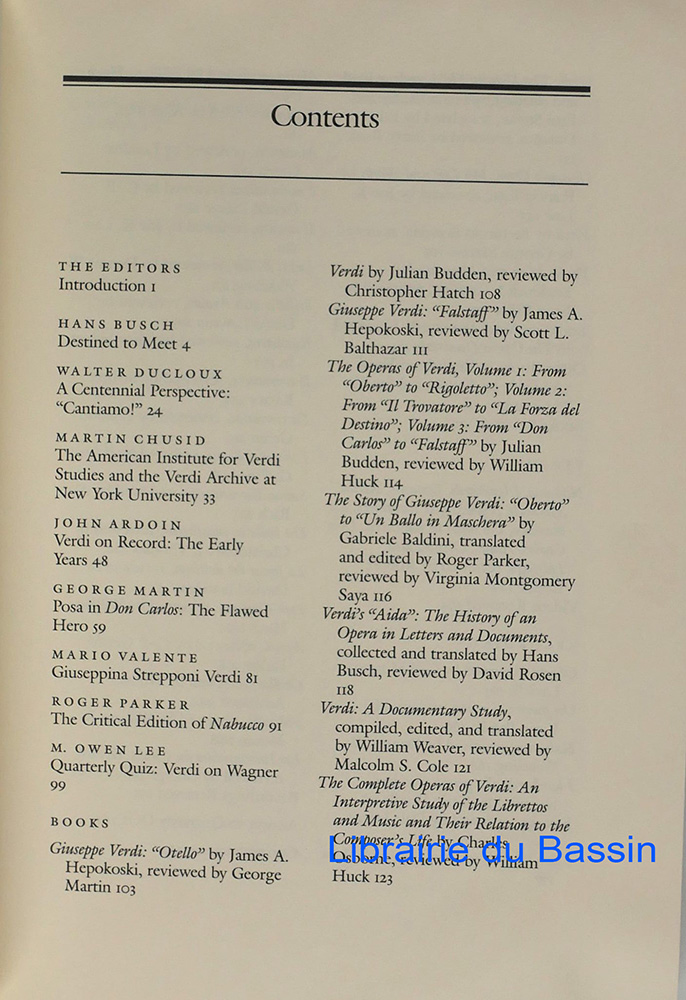 Contents
THE EDITORS
Introduction 1
HANS BUSCH
Destined to Meet 4
WALTER DUCLOUX
A Centennial Perspective:
“Cantiamo!” 24
MARTIN CHUSID
The American Institute for Verdi
Studies and the Verdi Archive at
New York University 33
JOHN ARDOIN
Verdi on Record: The Early
Years 48
GEORGE MARTIN
Posa in Don Carlos: The Flawed
Hero 59
MARIO VALENTE
Giuseppina Strepponi Verdi 81
ROGER PARKER
The Critical Edition of Nabucco 91
M. OWEN LEE
Quarterly Quiz: Verdi on Wagner
99
BOOKS
Giuseppe Verdi: “Otello” by James A.
Hepokoski, reviewed by George
Martin 103
Verdi by Julian Budden, reviewed by
Christopher Hatch 108
Giuseppe Verdi: “Falstaff” by James A.
Hepokoski, reviewed by Scott L.
Balthazar 111
The Operas of Verdi, Volume 1: From
“Oberto” to “Rigoletto”; Volume 2:
From “Il Trovatore” to “La Forza del
Destino”; Volume 3: From “Don
Carlos” to “Falstaff” by Julian
Budden, reviewed by William
Huck 114
The Story of Giuseppe Verdi: “Oberto”
to “Un Ballo in Maschera” by
Gabriele Baldini, translated
and edited by Roger Parker,
reviewed by Virginia Montgomery
Saya 116
Verdi’s “Aida”: The History of an
Opera in Letters and Documents,
collected and translated by Hans
Busch, reviewed by David Rosen
118
Verdi: A Documentary Study,
compiled, edited, and translated
by William Weaver, reviewed by
Malcolm S. Cole 121
The Complete Operas of Verdi: An
Interpretive Study of the Librettos
and Music and Their Relation to the
Composer’s Life by Charles
Osborne, reviewed by William
Huck 123
Librairie du Bassin